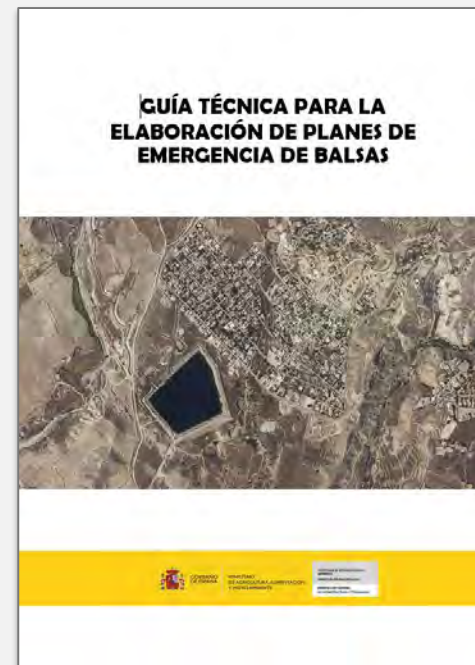 GUÍA TÉCNICA PARA LA
ELABORACIÓN DE PLANES DE
EMERGENCIA DE BALSAS
GOBIERNO
DE ESPAÑA
MINISTERIO
DE AGRICULTURA, ALIMENTACIÓN
Y MEDIO AMBIENTE